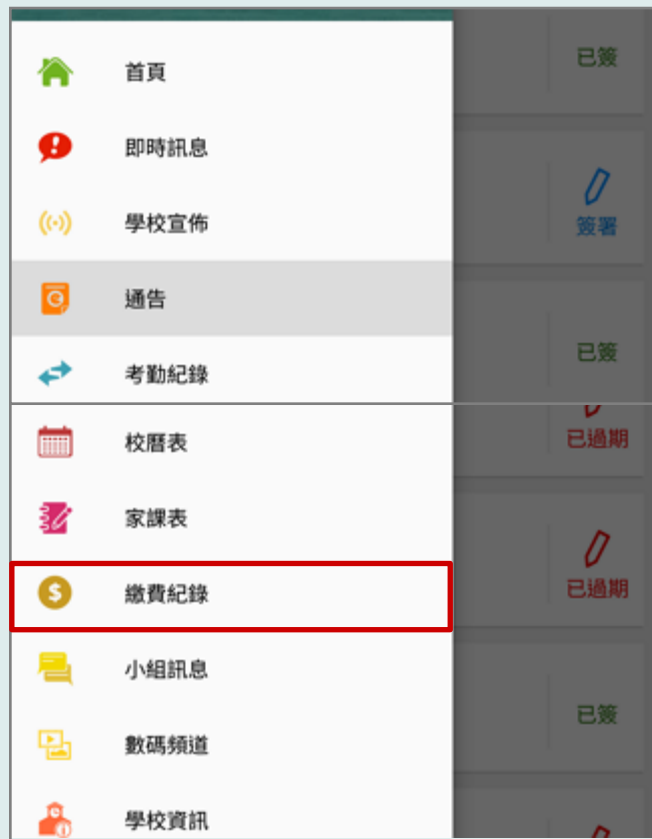 首頁
即時訊息
學校宣佈
通告
考勤紀錄
校曆表
家課表
繳費紀錄
小組訊息
數碼頻道
學校資訊
已簽
簽署
已簽
已過期
已過期
已簽